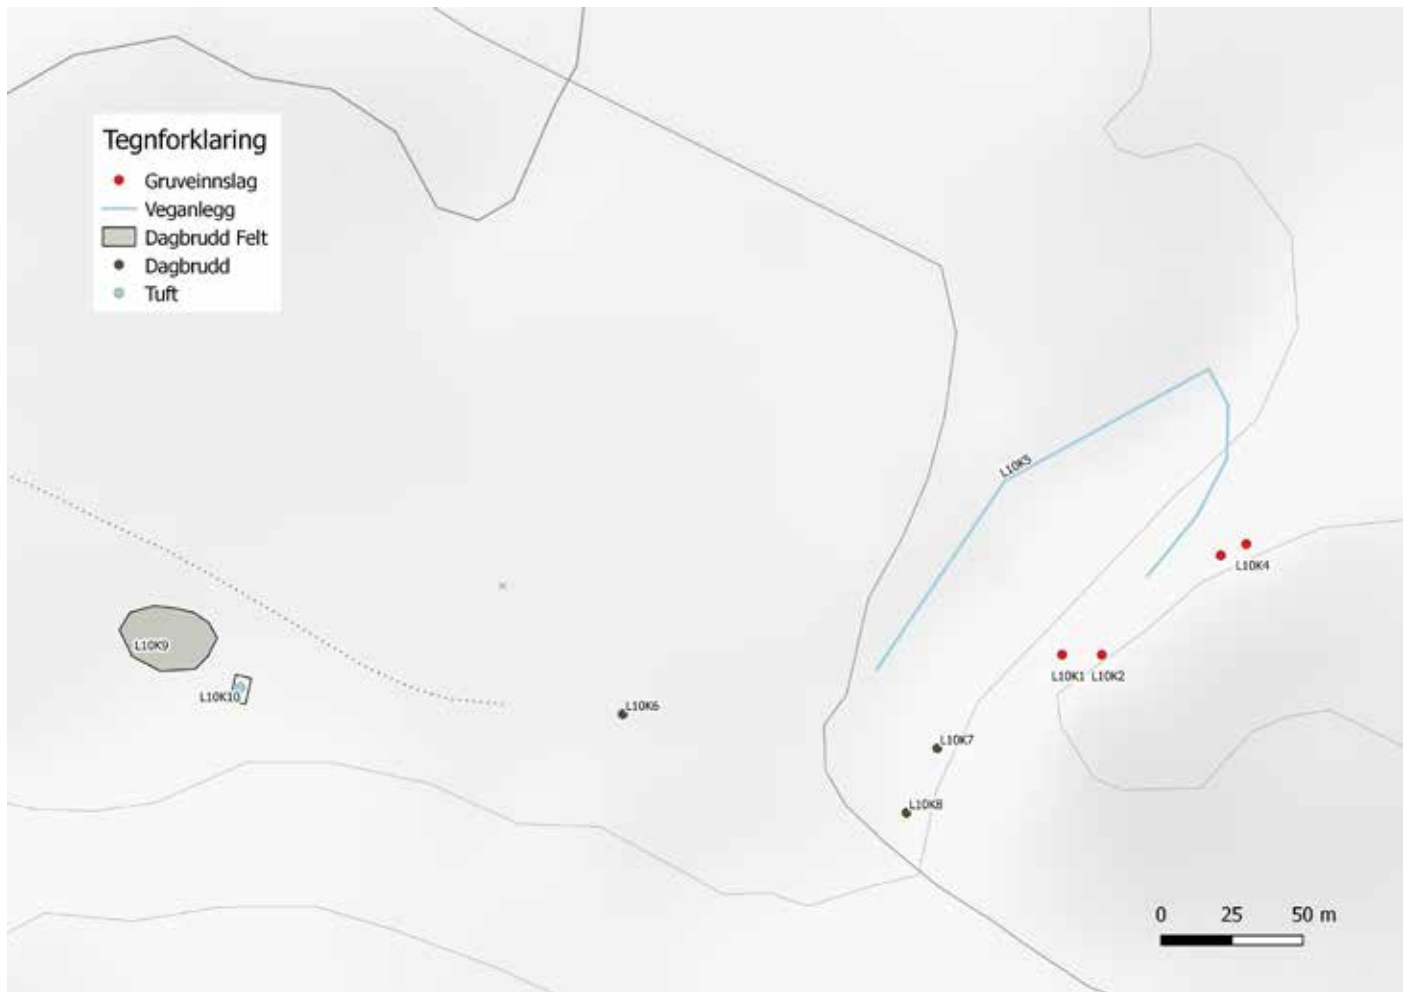 Tegnforklaring
Gruveinnslag
Veganlegg
Dagbrudd Felt
Dagbrudd
Tuft
L10K5
L10K4
L10K9
L10K1
L10K2
L10K10
L10K6
L10K7
L10K8
0 25 50 m